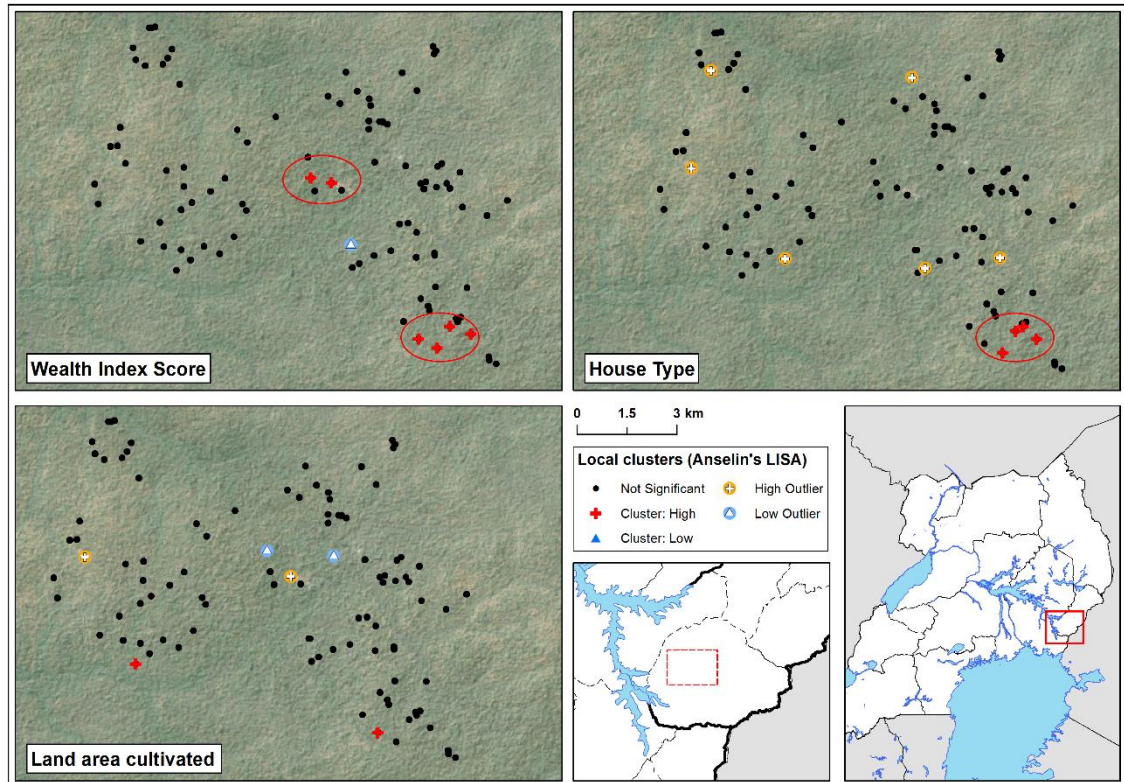 Wealth Index Score
House Type
Land area cultivated
0 1.5 3 km
Local clusters (Anselin's LISA)
Not Significant
High Outlier
Cluster: High
Low Outlier
Cluster: Low